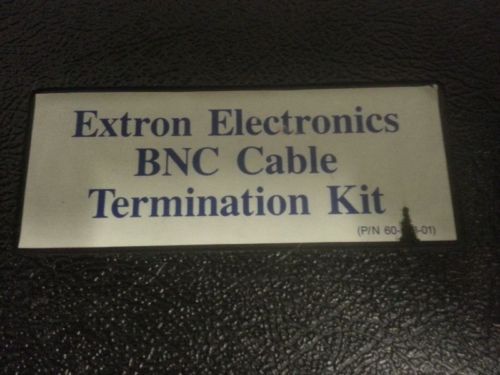 Extron Electronics
BNC Cable
Termination Kit
(P/N